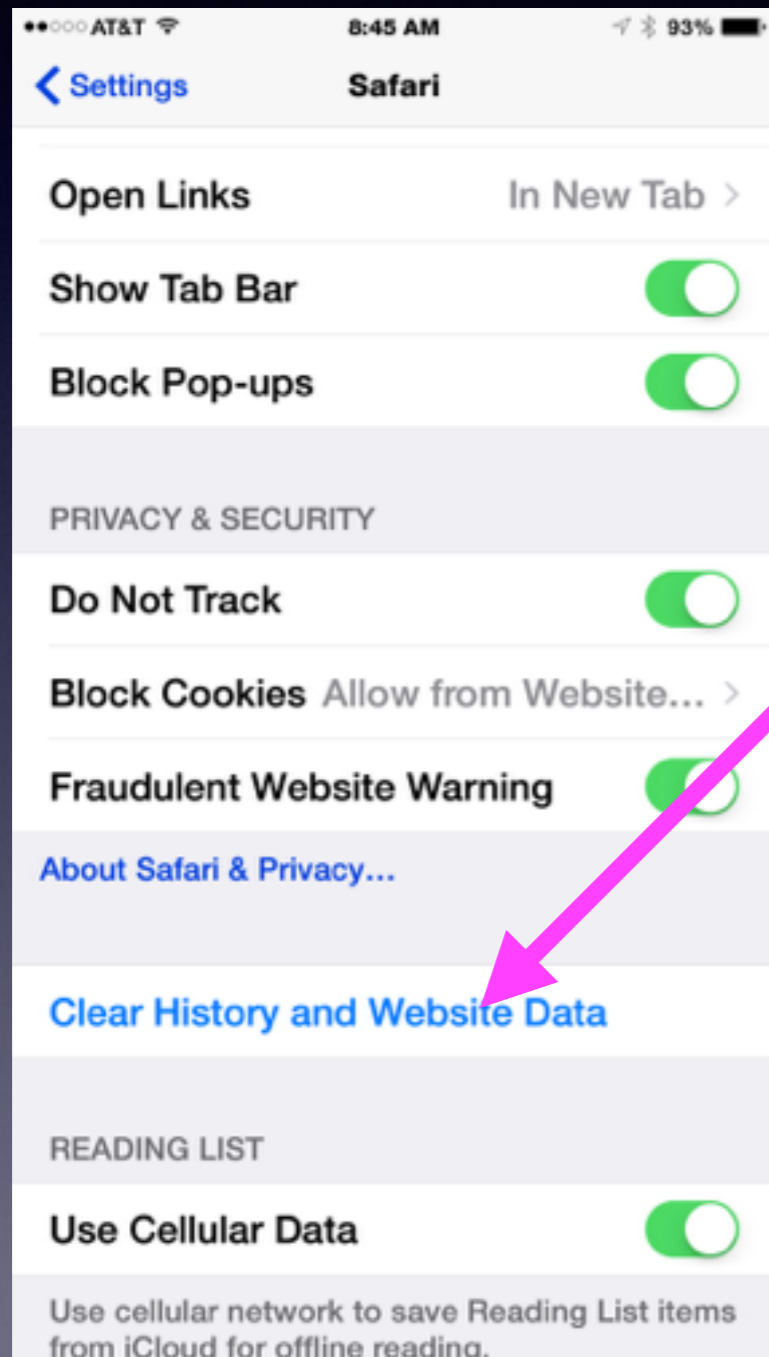 AT&T 8:45 AM 93%
Settings Safari
Open Links In New Tab >
Show Tab Bar
Block Pop-ups
PRIVACY & SECURITY
Do Not Track
Block Cookies Allow from Website... >
Fraudulent Website Warning
About Safari & Privacy...
Clear History and Website Data
READING LIST
Use Cellular Data
Use cellular network to save Reading List items
from iCloud for offline reading.